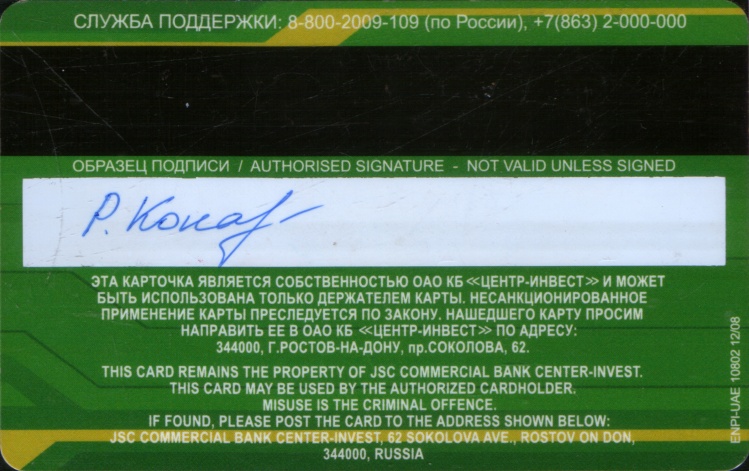 СЛУЖБА ПОДДЕРЖКИ: 8-800-2009-109 (по России), +7(863) 2-000-000
ОБРАЗЕЦ ПОДПИСИ / AUTHORISED SIGNATURE - NOT VALID UNLESS SIGNED
Р.
ЭТА КАРТОЧКА ЯВЛЯЕТСЯ СОБСТВЕННОСТЬЮ ОАО КБ «ЦЕНТР-ИНВЕСТ» И МОЖЕТ
БЫТЬ ИСПОЛЬЗОВАНА ТОЛЬКО ДЕРЖАТЕЛЕМ КАРТЫ. НЕСАНКЦИОНИРОВАННОЕ
ПРИМЕНЕНИЕ КАРТЫ ПРЕСЛЕДУЕТСЯ ПО ЗАКОНУ. НАШЕДШЕГО КАРТУ ПРОСИМ
НАПРАВИТЬ ЕЕ В ОАО КБ «ЦЕНТР-ИНВЕСТ» ПО АДРЕСУ:
344000, Г.РОСТОВ-НА-ДОНУ, пр.СОКОЛОВА, 62.
THIS CARD REMAINS THE PROPERTY OF JSC COMMERCIAL BANK CENTER-INVEST.
THIS CARD MAY BE USED BY THE AUTHORIZED CARDHOLDER.
MISUSE IS THE CRIMINAL OFFENCE.
IF FOUND, PLEASE POST THE CARD TO THE ADDRESS SHOWN BELOW:
JSC COMMERCIAL BANK CENTER-INVEST, 62 SOKOLOVA AVE., ROSTOV ON DON,
344000, RUSSIA
ENPI-UAE 10802 12/08